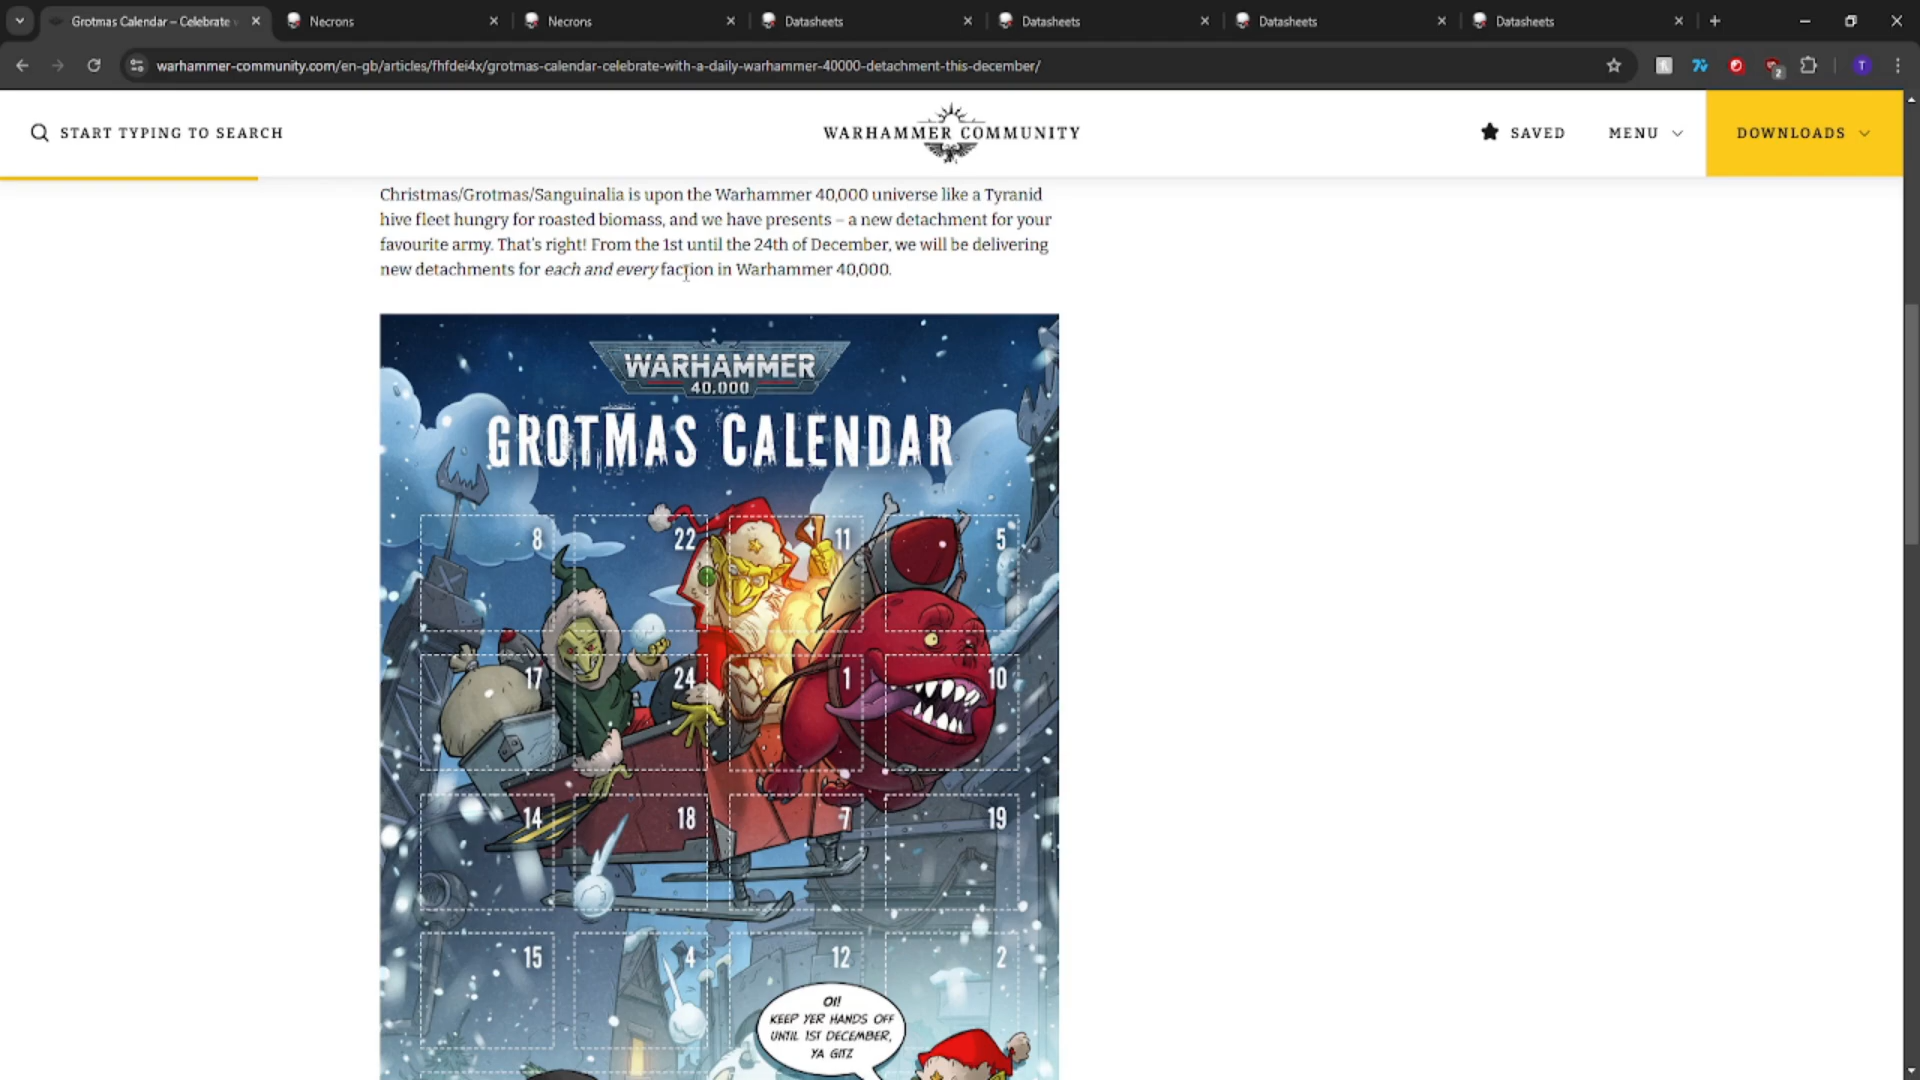 Grotmas Calendar – Celebrate
Necrons
Necrons
Datasheets
Datasheets
Datasheets
Datasheets
warhammer-community.com/en-gb/articles/fhfdei4x/grotmas-calendar-celebrate-with-a-daily-warhammer-40000-detachment-this-december/
2
T
START TYPING TO SEARCH
WARHAMMER COMMUNITY
SAVED
MENU
DOWNLOADS
Christmas/Grotmas/Sanguinalia is upon the Warhammer 40,000 universe like a Tyranid
hive fleet hungry for roasted biomass, and we have presents – a new detachment for your
favourite army. That's right! From the 1st until the 24th of December, we will be delivering
new detachments for each and every faction in Warhammer 40,000.
WARHAMMER
40,000
GROTMAS CALENDAR
8 22 11 5
17 24 1 10
14 18 7 19
15 4 12 2
OI!
KEEP YER HANDS OFF
UNTIL 1ST DECEMBER,
YA GITZ